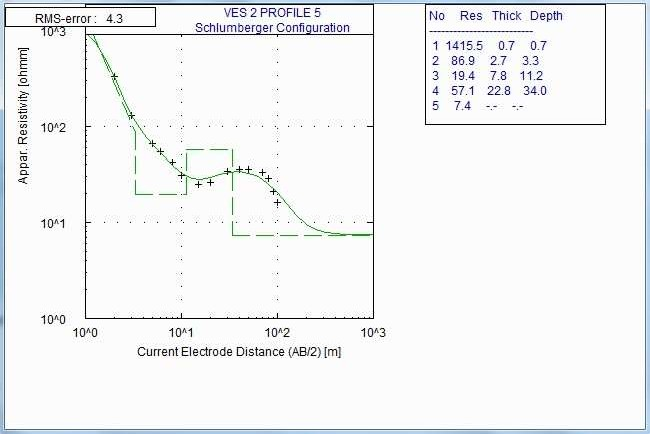 RMS-error: 4.3
VES 2 PROFILE 5
Schlumberger Configuration
No Res Thick Depth
-------------------------
1 1415.5 0.7 0.7
2 86.9 2.7 3.3
3 19.4 7.8 11.2
4 57.1 22.8 34.0
5 7.4 -.- -.-
Appar. Resistivity [ohmm]
10^3
10^2
10^1
10^0
10^0 10^1 10^2 10^3
Current Electrode Distance (AB/2) [m]